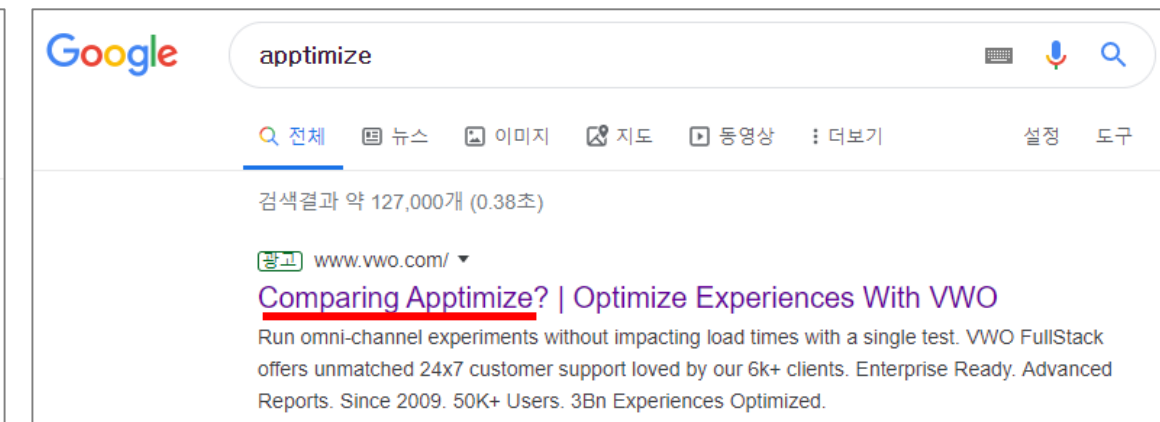 Google
apptimize
전체 뉴스 이미지 지도 동영상 더보기 설정 도구
검색결과 약 127,000개 (0.38초)
광고 www.vwo.com/
Comparing Apptimize? | Optimize Experiences With VWO
Run omni-channel experiments without impacting load times with a single test. VWO FullStack
offers unmatched 24x7 customer support loved by our 6k+ clients. Enterprise Ready. Advanced
Reports. Since 2009. 50K+ Users. 3Bn Experiences Optimized.